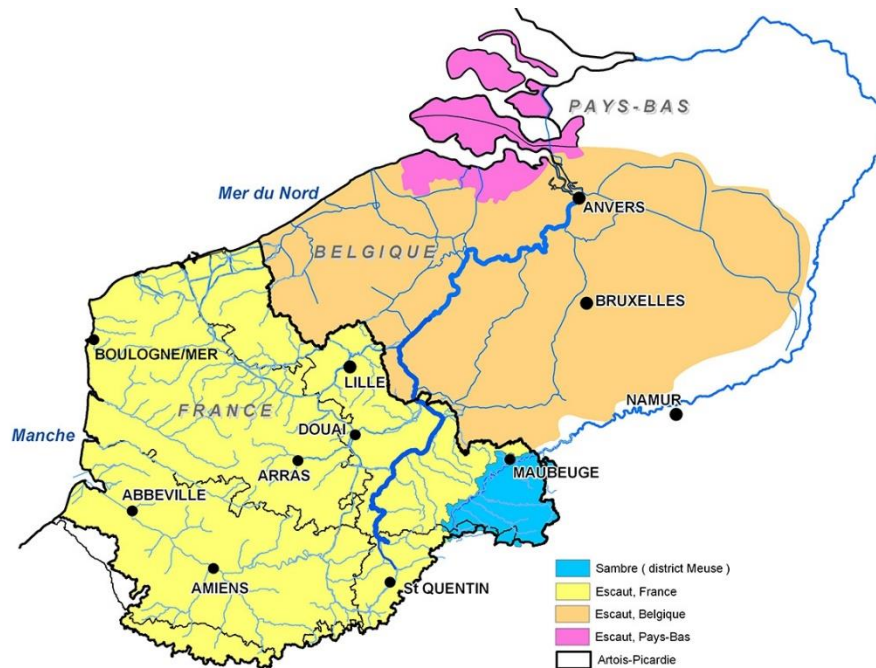 PAYS-BAS
Mer du Nord
ANVERS
BELGIQUE
BRUXELLES
BOULOGNE/MER
LILLE
FRANCE
NAMUR
DOUAI
Manche
ARRAS
MAUBEUGE
ABBEVILLE
AMIENS
St QUENTIN
Sambre ( district Meuse )
Escaut, France
Escaut, Belgique
Escaut, Pays-Bas
Artois-Picardie